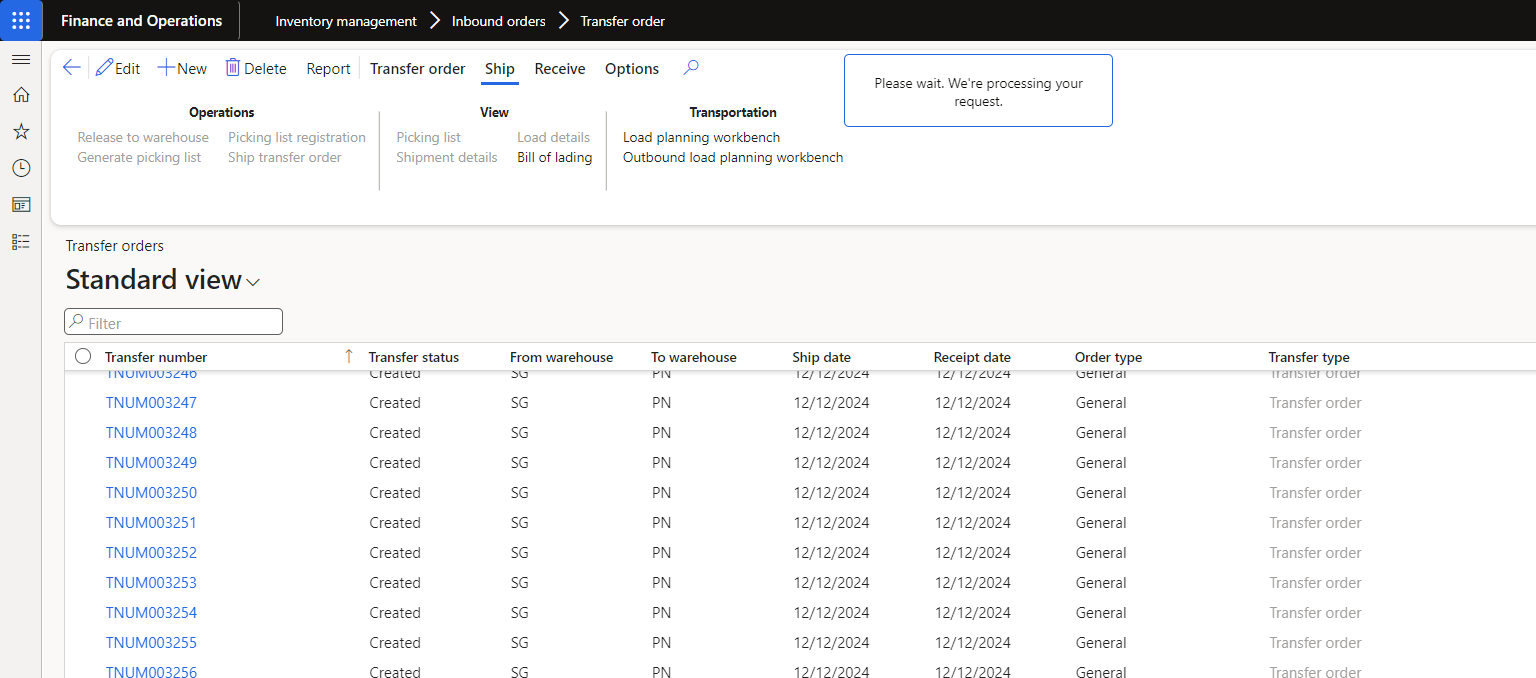 Finance and Operations
Inventory management Inbound orders Transfer order
Edit New Delete Report Transfer order Ship Receive Options
Please wait. We're processing your
request.
Operations
Release to warehouse Picking list registration
Generate picking list Ship transfer order
View
Picking list Load details
Shipment details Bill of lading
Transportation
Load planning workbench
Outbound load planning workbench
Transfer orders
Standard view
Filter
Transfer number Transfer status From warehouse To warehouse Ship date Receipt date Order type Transfer type
TNUM003246 Created SG PN 12/12/2024 12/12/2024 General Transfer order
TNUM003247 Created SG PN 12/12/2024 12/12/2024 General Transfer order
TNUM003248 Created SG PN 12/12/2024 12/12/2024 General Transfer order
TNUM003249 Created SG PN 12/12/2024 12/12/2024 General Transfer order
TNUM003250 Created SG PN 12/12/2024 12/12/2024 General Transfer order
TNUM003251 Created SG PN 12/12/2024 12/12/2024 General Transfer order
TNUM003252 Created SG PN 12/12/2024 12/12/2024 General Transfer order
TNUM003253 Created SG PN 12/12/2024 12/12/2024 General Transfer order
TNUM003254 Created SG PN 12/12/2024 12/12/2024 General Transfer order
TNUM003255 Created SG PN 12/12/2024 12/12/2024 General Transfer order
TNUM003256 Created SG PN 12/12/2024 12/12/2024 General Transfer order